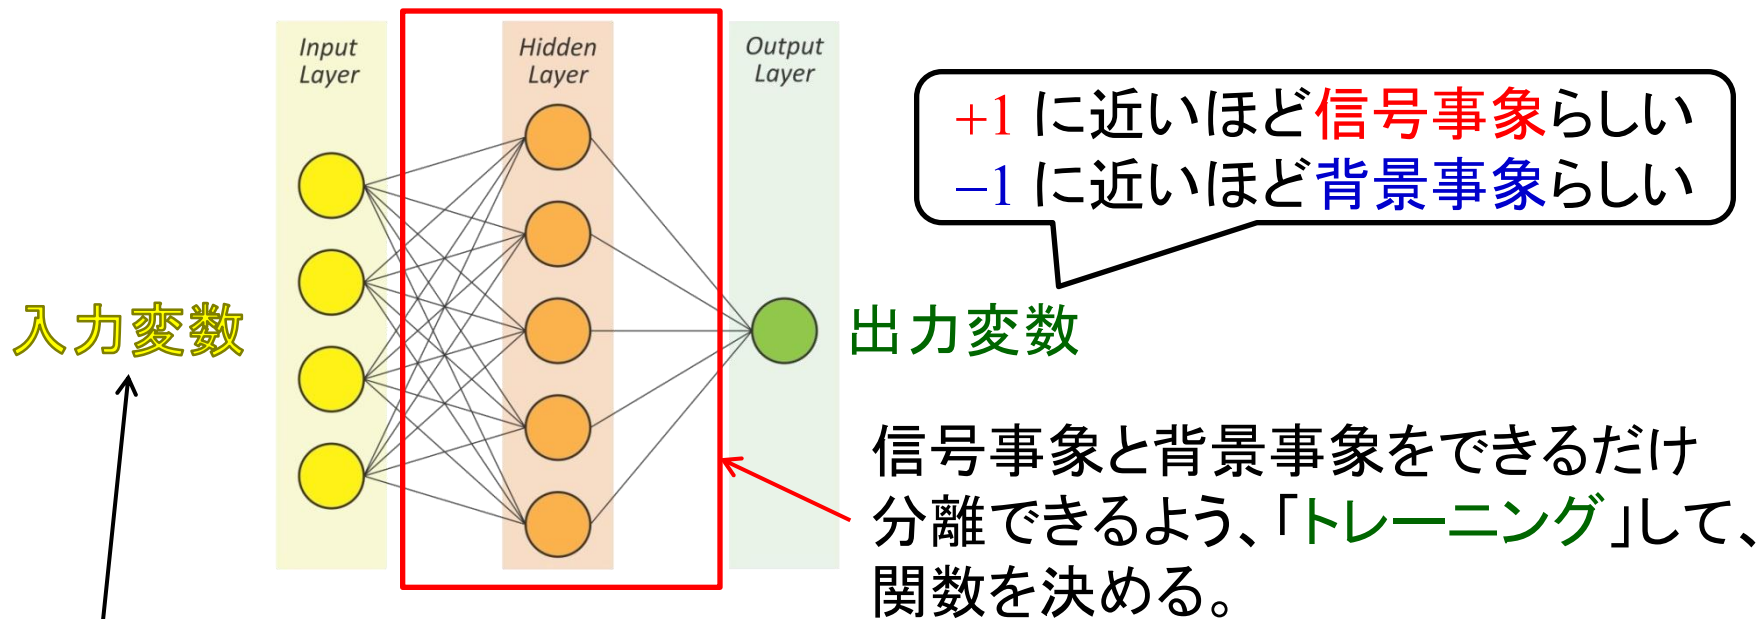 Input
Layer
Hidden
Layer
Output
Layer
+1 に近いほど信号事象らしい
–1 に近いほど背景事象らしい
入力変数
出力変数
信号事象と背景事象をできるだけ
分離できるよう、「トレーニング」して、
関数を決める。